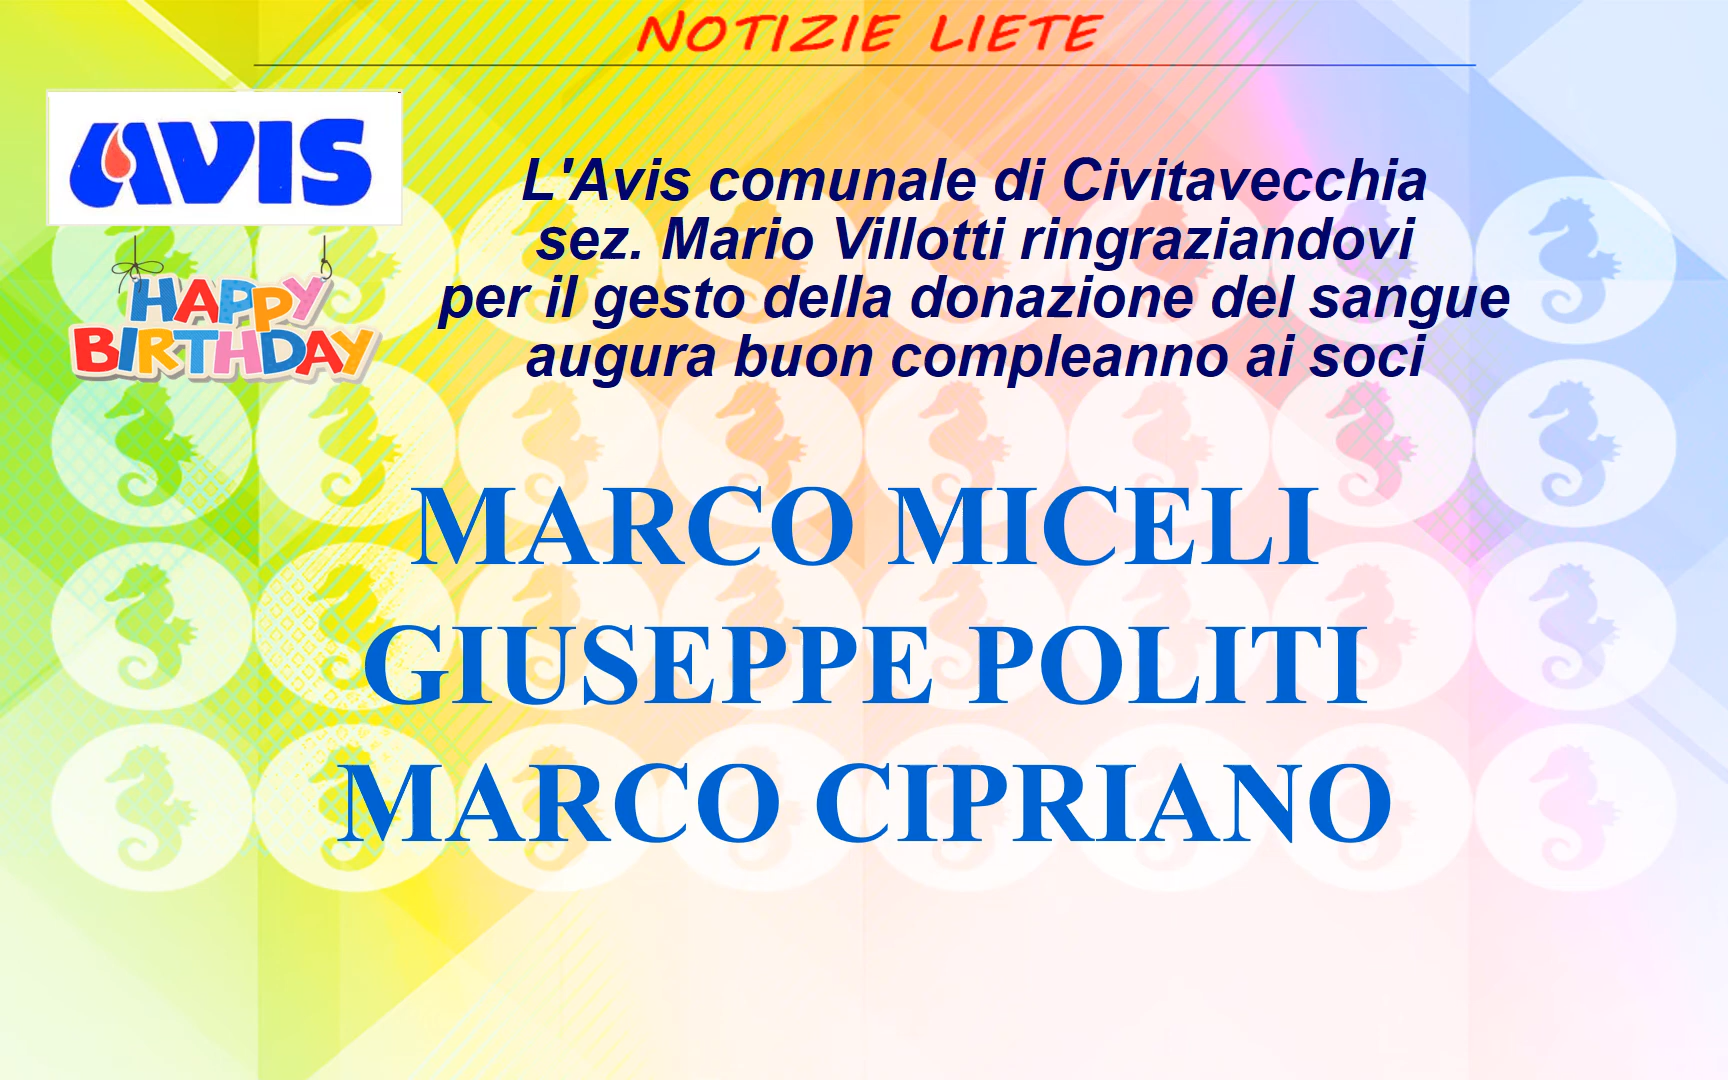 NOTIZIE LIETE
AVIS
HAPPY
BIRTHDAY
L'Avis comunale di Civitavecchia
sez. Mario Villotti ringraziandovi
per il gesto della donazione del sangue
augura buon compleanno ai soci
MARCO MICELI
GIUSEPPE POLITI
MARCO CIPRIANO